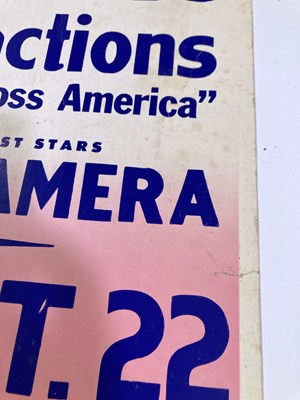 ctions
oss America”
ST STARS
AMERA
T. 22